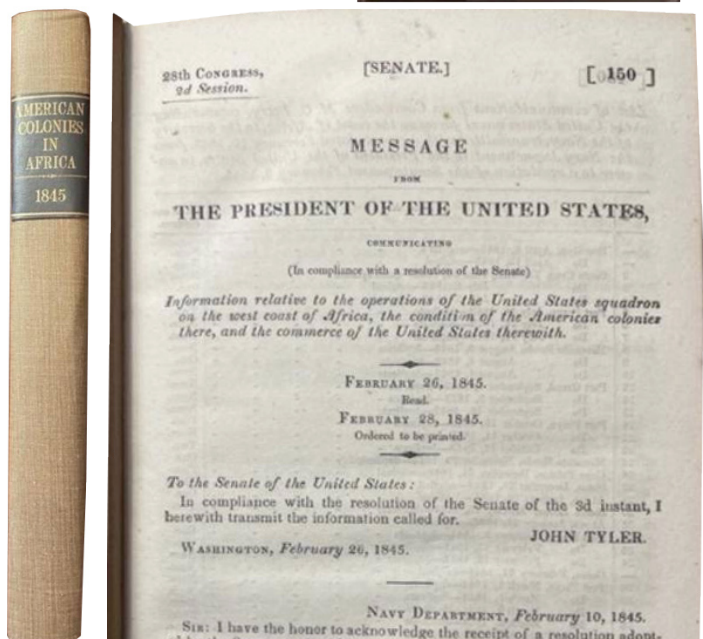 AMERICAN
COLONIES
IN
AFRICA
1845
28th CONGRESS,
2d Session.
[SENATE.]
[ 150 ]
MESSAGE
FROM
THE PRESIDENT OF THE UNITED STATES,
COMMUNICATING
(In compliance with a resolution of the Senate)
Information relative to the operations of the United States squadron
on the west coast of Africa, the condition of the American colonies
there, and the commerce of the United States therewith.
FEBRUARY 26, 1845.
Read.
FEBRUARY 28, 1845.
Ordered to be printed.
To the Senate of the United States:
In compliance with the resolution of the Senate of the 3d instant, I
herewith transmit the information called for.
JOHN TYLER.
WASHINGTON, February 26, 1845.
NAVY DEPARTMENT, February 10, 1845.
SIR: I have the honor to acknowledge the receipt of a resolution adopt-